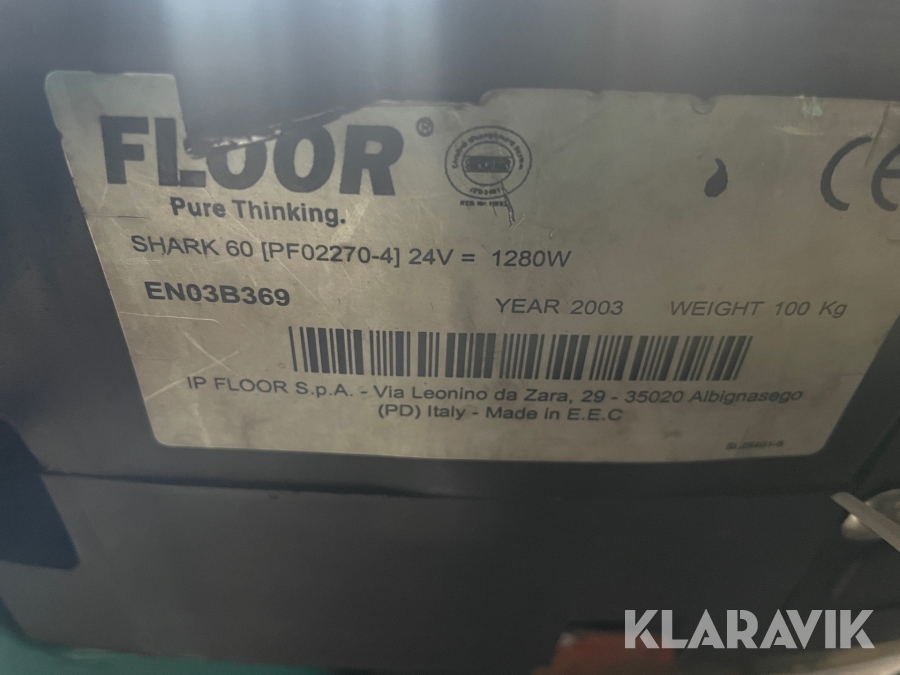 FLOOR ®
Pure Thinking.
CE
SHARK 60 [PF02270-4] 24V = 1280W
EN03B369
YEAR 2003 WEIGHT 100 Kg
IP FLOOR S.p.A. - Via Leonino da Zara, 29 - 35020 Albignasego
(PD) Italy - Made in E.E.C
KLARAVIK